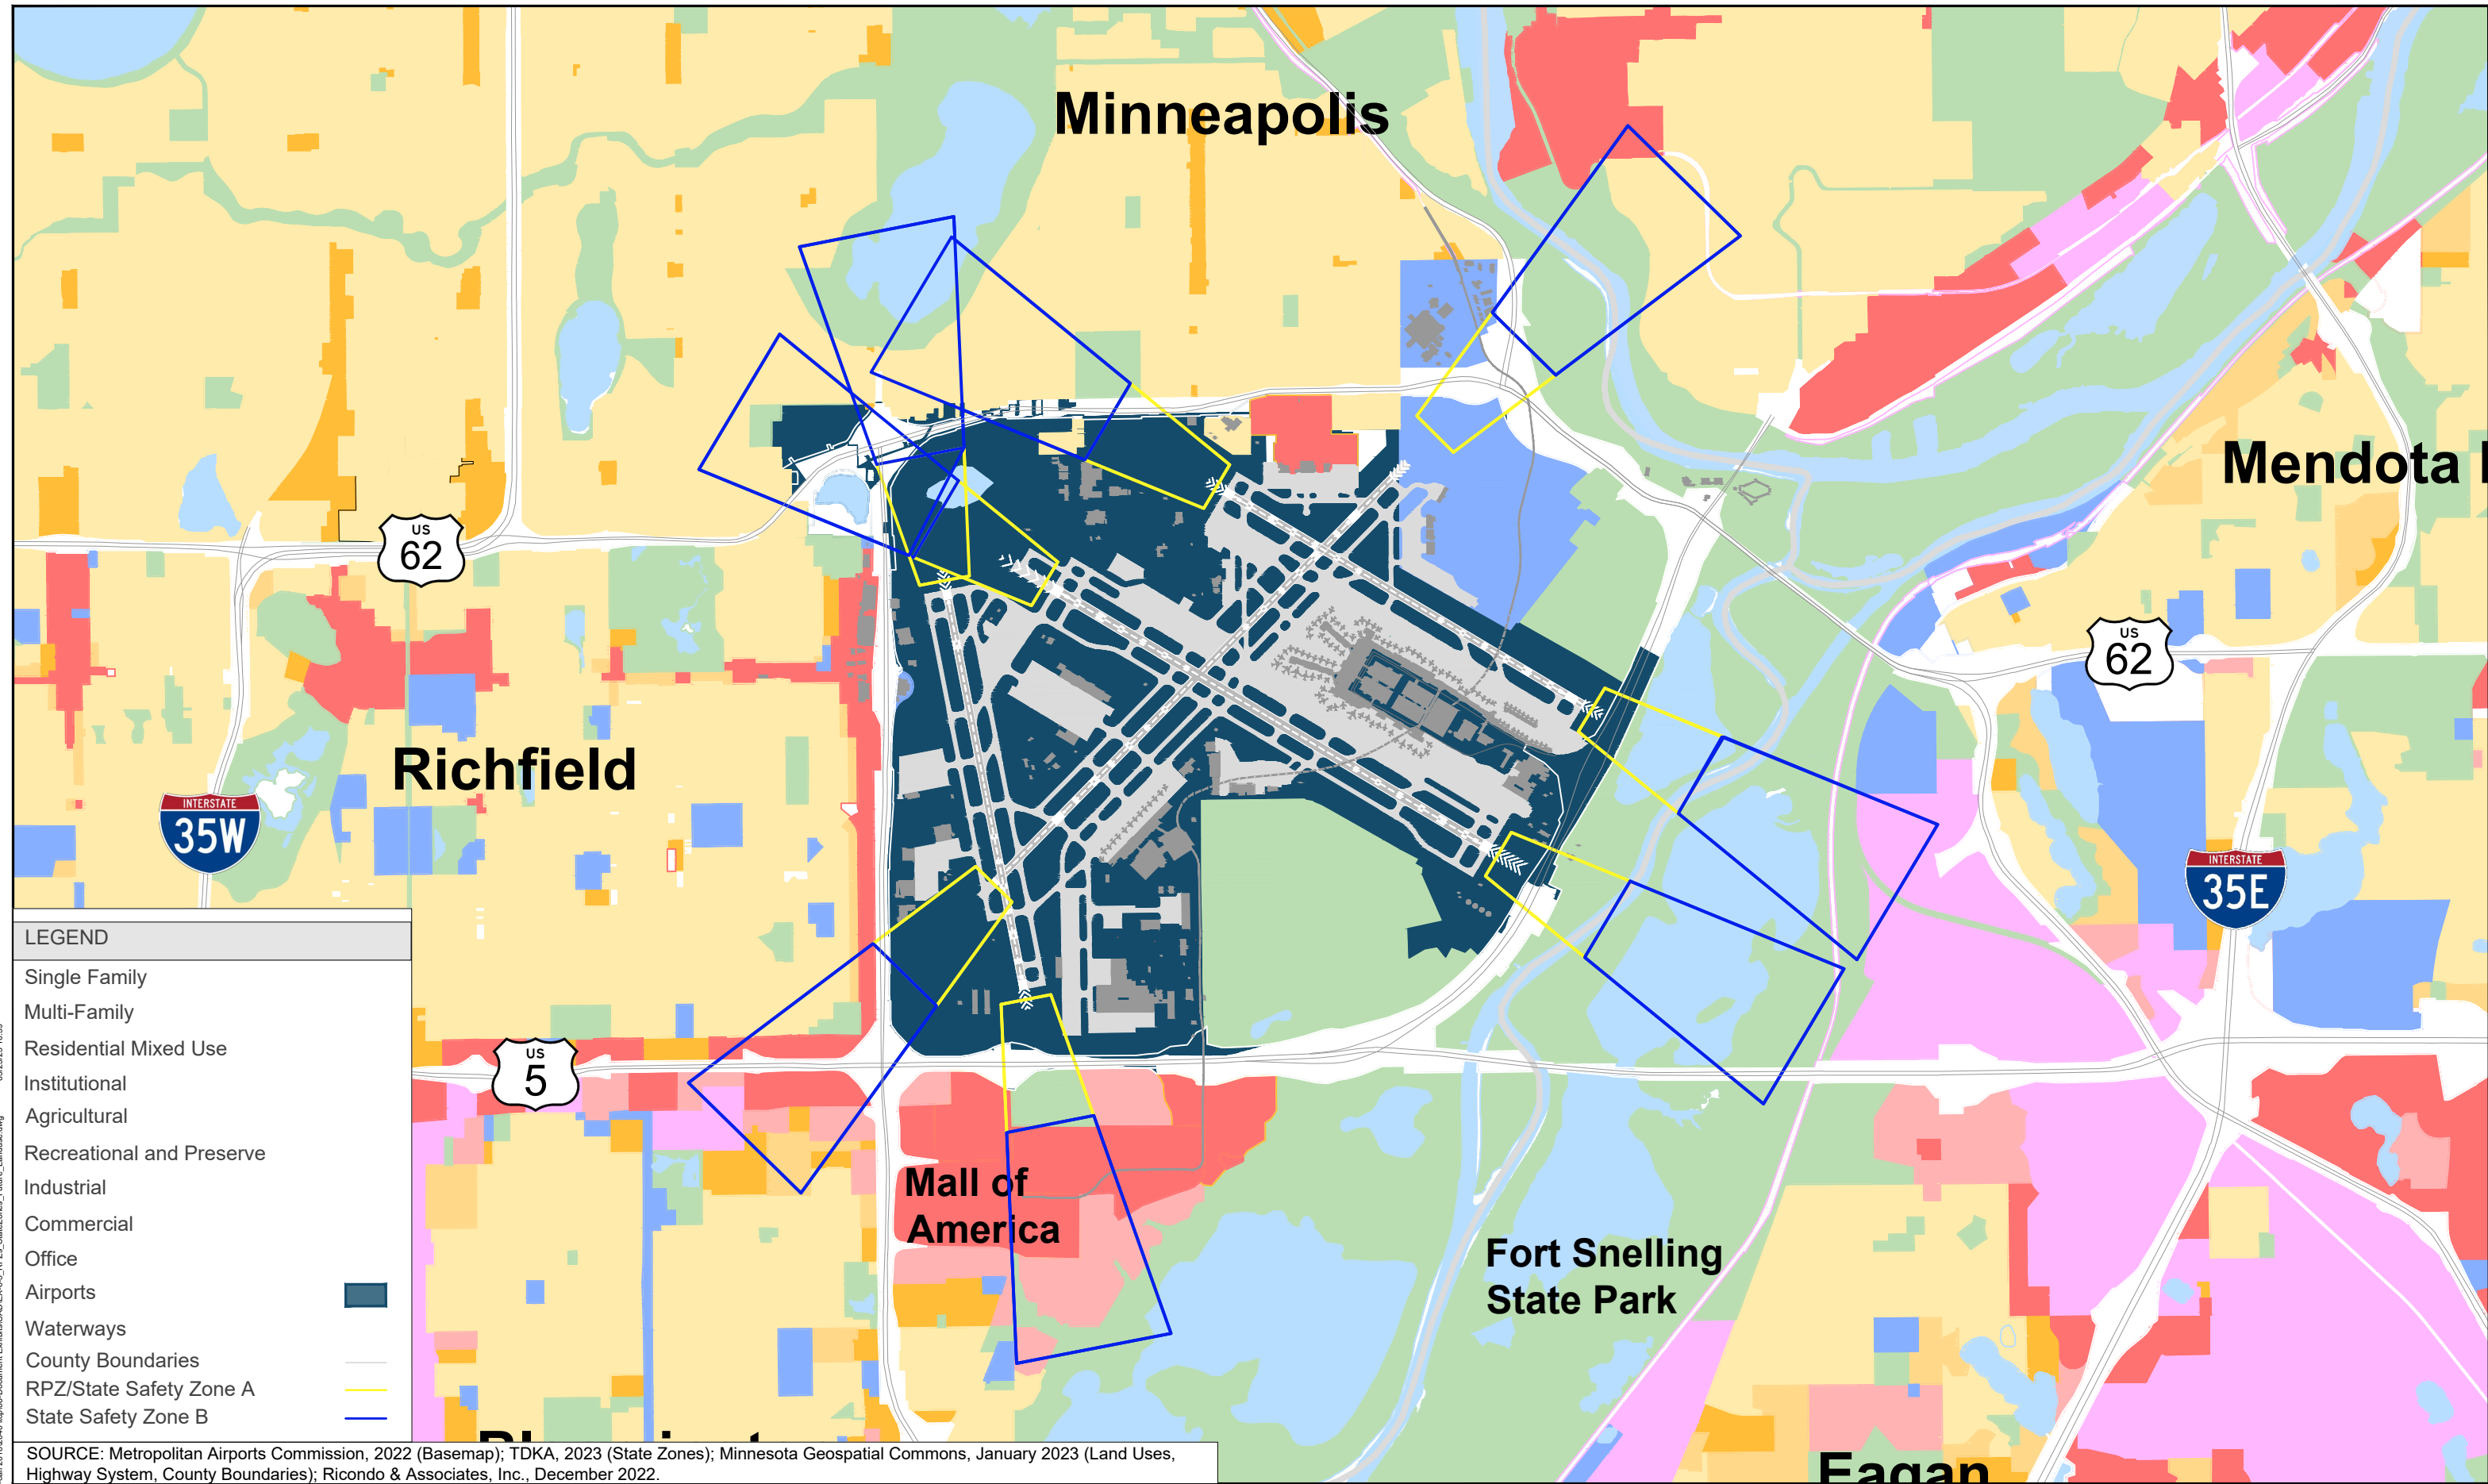 Minneapolis
Mendota
US
62
US
62
Richfield
INTERSTATE
35W
INTERSTATE
35E
LEGEND
Single Family
Multi-Family
Residential Mixed Use
Institutional
Agricultural
Recreational and Preserve
Industrial
Commercial
Office
Airports
Waterways
County Boundaries
RPZ/State Safety Zone A
State Safety Zone B
US
5
Mall of
America
Fort Snelling
State Park
Eagan
SOURCE: Metropolitan Airports Commission, 2022 (Basemap); TDKA, 2023 (State Zones); Minnesota Geospatial Commons, January 2023 (Land Uses,
Highway System, County Boundaries); Ricondo & Associates, Inc., December 2022.